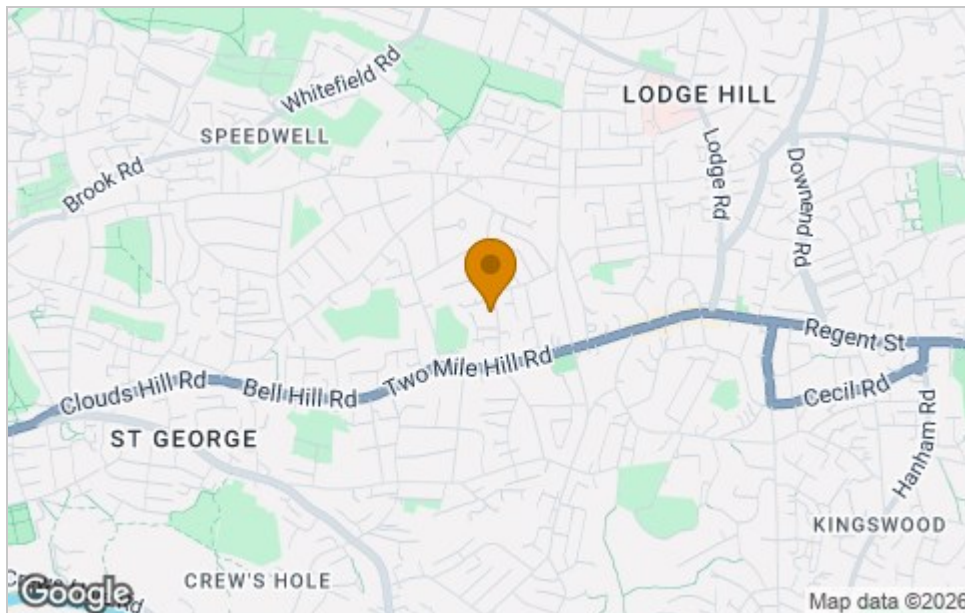 Whitefield Rd
LODGE HILL
SPEEDWELL
Brook Rd
Lodge Rd
Downend Rd
Regent St
Two Mile Hill Rd
Clouds Hill Rd
Bell Hill Rd
Cecil Rd
ST GEORGE
Hanham Rd
KINGSWOOD
CREW'S HOLE
Rd
Google
Map data ©2026